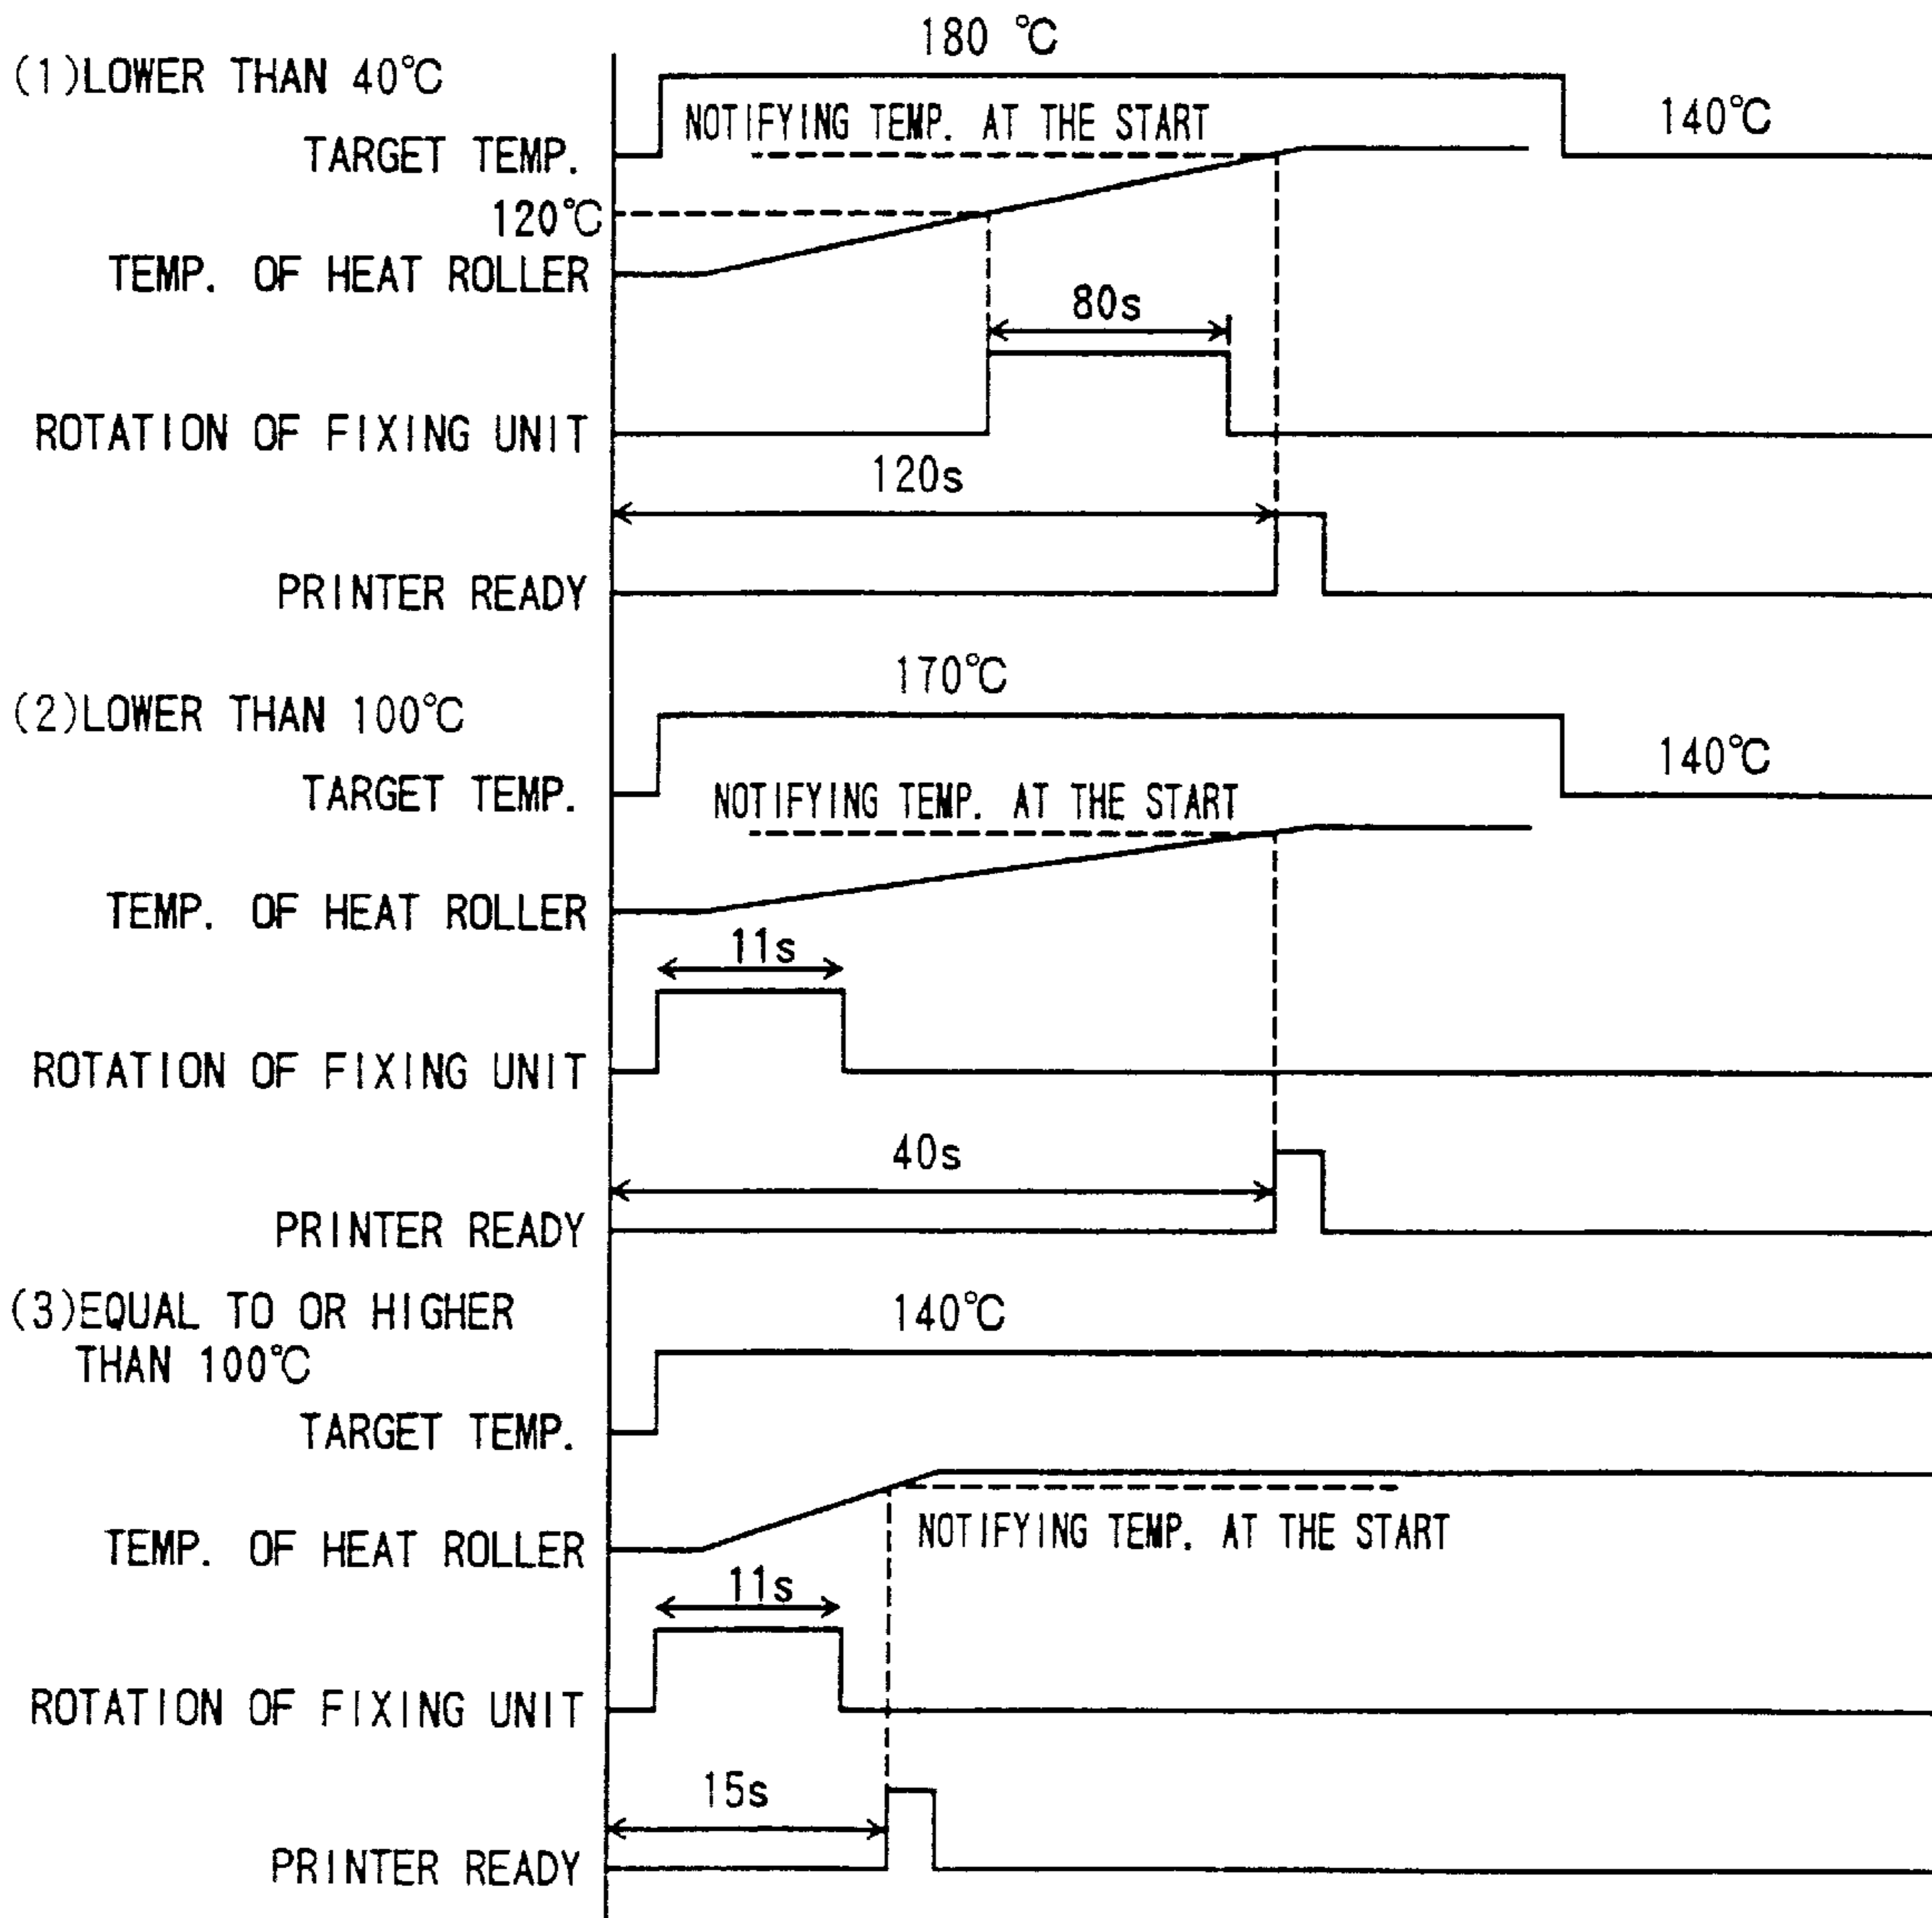 180 ℃
(1)LOWER THAN 40℃
NOTIFYING TEMP. AT THE START
140℃
TARGET TEMP.
120℃
TEMP. OF HEAT ROLLER
80s
ROTATION OF FIXING UNIT
120s
PRINTER READY
170℃
(2)LOWER THAN 100℃
140℃
TARGET TEMP.
NOTIFYING TEMP. AT THE START
TEMP. OF HEAT ROLLER
11s
ROTATION OF FIXING UNIT
40s
PRINTER READY
(3)EQUAL TO OR HIGHER
THAN 100℃
140℃
TARGET TEMP.
NOTIFYING TEMP. AT THE START
TEMP. OF HEAT ROLLER
11s
ROTATION OF FIXING UNIT
15s
PRINTER READY